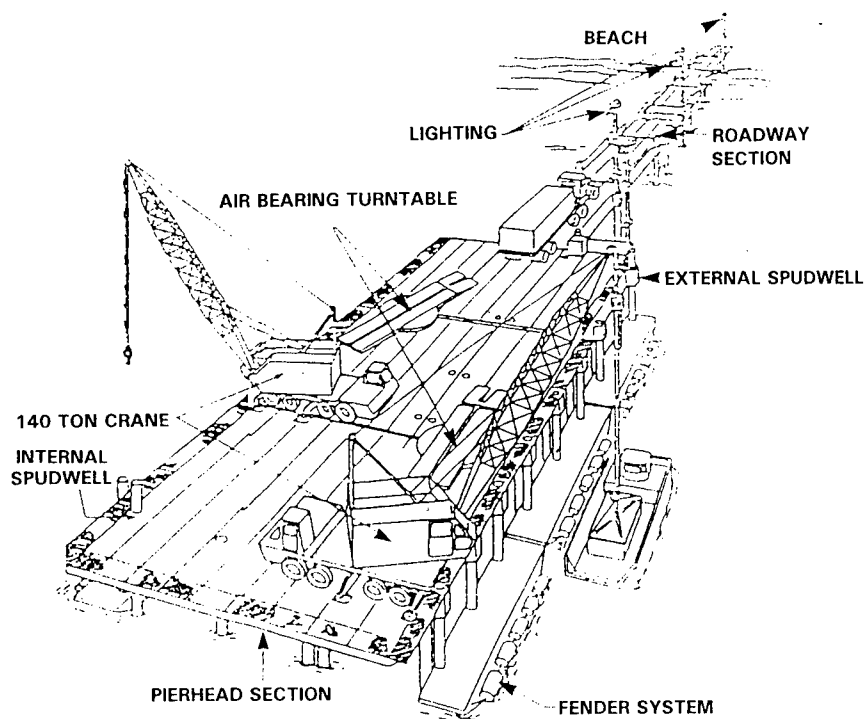 BEACH
LIGHTING
ROADWAY
SECTION
AIR BEARING TURNTABLE
EXTERNAL SPUDWELL
140 TON CRANE
INTERNAL
SPUDWELL
PIERHEAD SECTION
FENDER SYSTEM